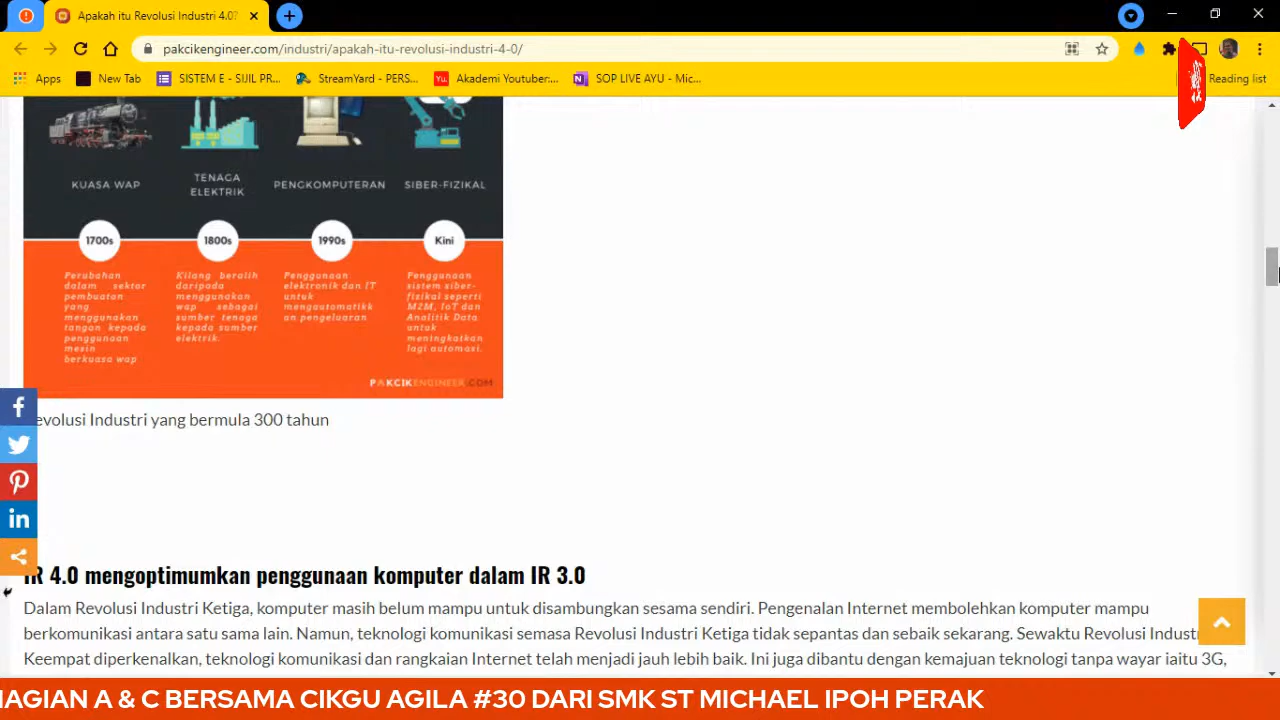 Apakah itu Revolusi Industri 4.0?
pakcikengineer.com/industri/apakah-itu-revolusi-industri-4-0/
Apps
New Tab
SISTEM E - SIJIL PR...
StreamYard - PERS...
Yu.
Akademi Youtuber:...
SOP LIVE AYU - Mic...
Reading list
KUASA WAP
TENAGA
ELEKTRIK
PENGKOMPUTERAN
SIBER-FIZIKAL
1700s
1800s
1990s
Kini
Perubahan
dalam sektor
pembuatan
yang
menggunakan
tangan kepada
penggunaan
mesin
berkuasa wap
Kilang beralih
daripada
menggunakan
wap sebagai
sumber tenaga
kepada sumber
elektrik.
Penggunaan
elektronik dan IT
untuk
mengautomatikk
an pengeluaran
Penggunaan
sistem siber-
fizikal seperti
M2M, IoT dan
Analitik Data
untuk
meningkatkan
lagi automasi.
PAKCIKENGINEER.COM
evolusi Industri yang bermula 300 tahun
IR 4.0 mengoptimumkan penggunaan komputer dalam IR 3.0
Dalam Revolusi Industri Ketiga, komputer masih belum mampu untuk disambungkan sesama sendiri. Pengenalan Internet membolehkan komputer mampu
berkomunikasi antara satu sama lain. Namun, teknologi komunikasi semasa Revolusi Industri Ketiga tidak sepantas dan sebaik sekarang. Sewaktu Revolusi Industr
Keempat diperkenalkan, teknologi komunikasi dan rangkaian Internet telah menjadi jauh lebih baik. Ini juga dibantu dengan kemajuan teknologi tanpa wayar iaitu 3G,
HAGIAN A & C BERSAMA CIKGU AGILA #30 DARI SMK ST MICHAEL IPOH PERAK